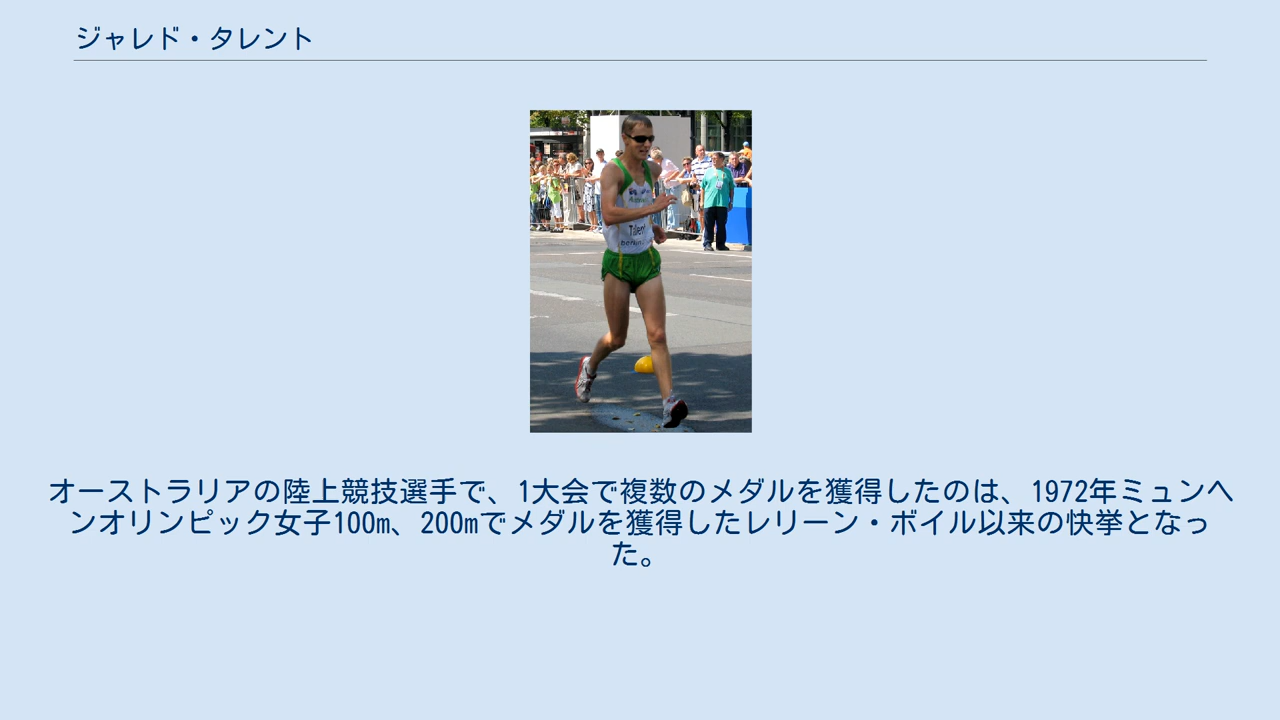 ジャレド・タレント
Tallent
berlin
オーストラリアの陸上競技選手で、1大会で複数のメダルを獲得したのは、1972年ミュンヘ
ンオリンピック女子100m、200mでメダルを獲得したレリーン・ボイル以来の快挙となっ
た。